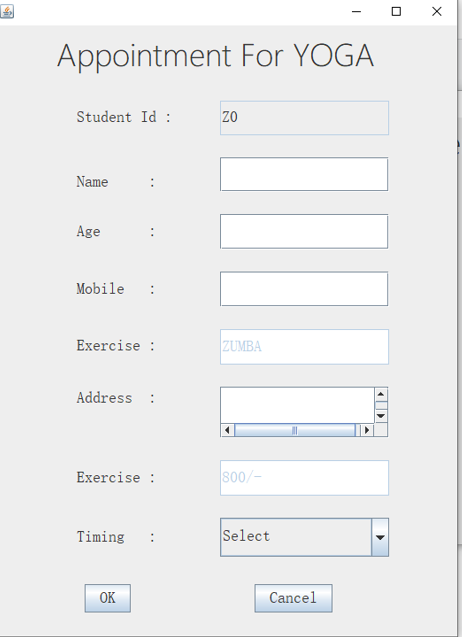 Appointment For YOGA
Student Id : Z0
Name :
Age :
Mobile :
Exercise : ZUMBA
Address :
Exercise : 800/-
Timing : Select
OK Cancel